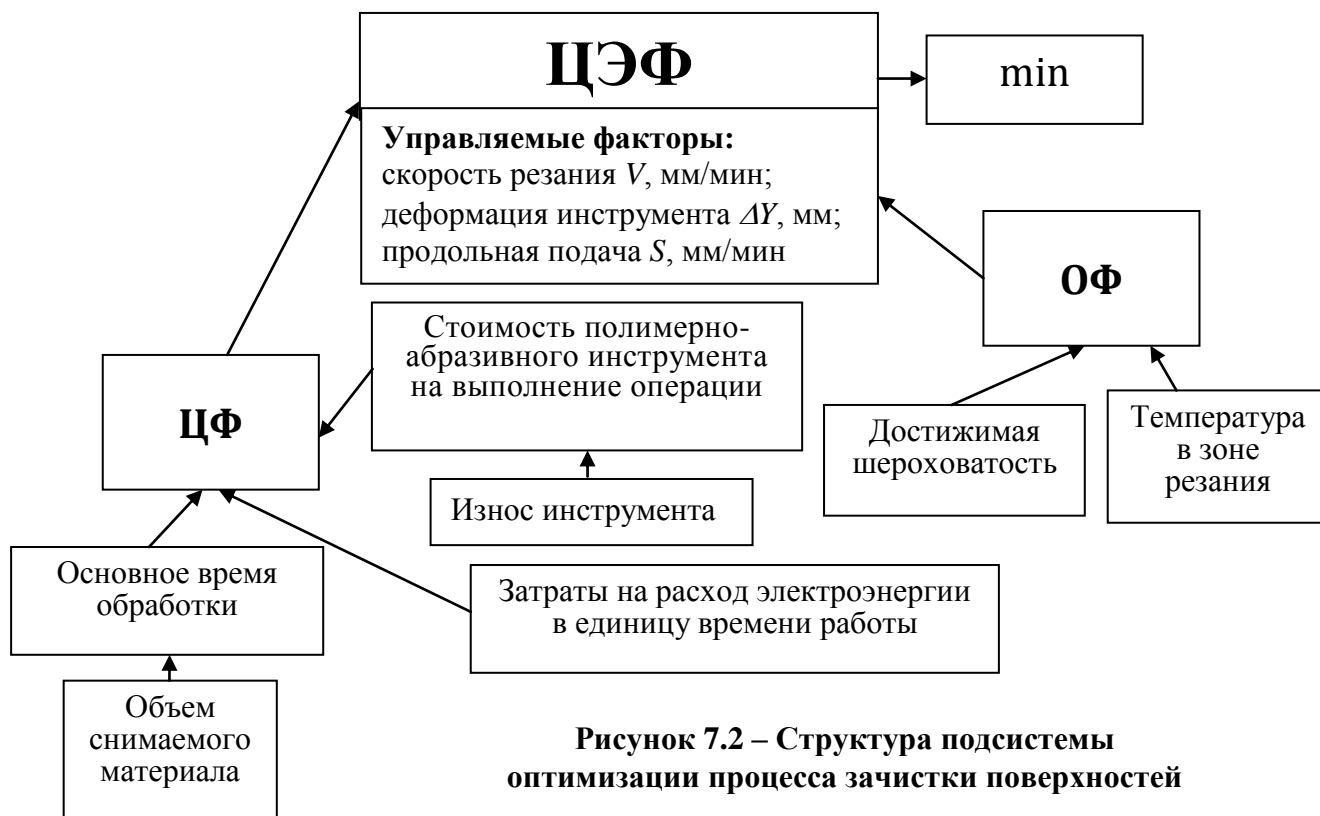 ЦЭФ
min
Управляемые факторы:
скорость резания V, мм/мин;
деформация инструмента ΔY, мм;
продольная подача S, мм/мин
ОФ
Стоимость полимерно-
абразивного инструмента
на выполнение операции
ЦФ
Достижимая
шероховатость
Температура
в зоне
резания
Износ инструмента
Основное время
обработки
Затраты на расход электроэнергии
в единицу времени работы
Объем
снимаемого
материала
Рисунок 7.2 – Структура подсистемы
оптимизации процесса зачистки поверхностей